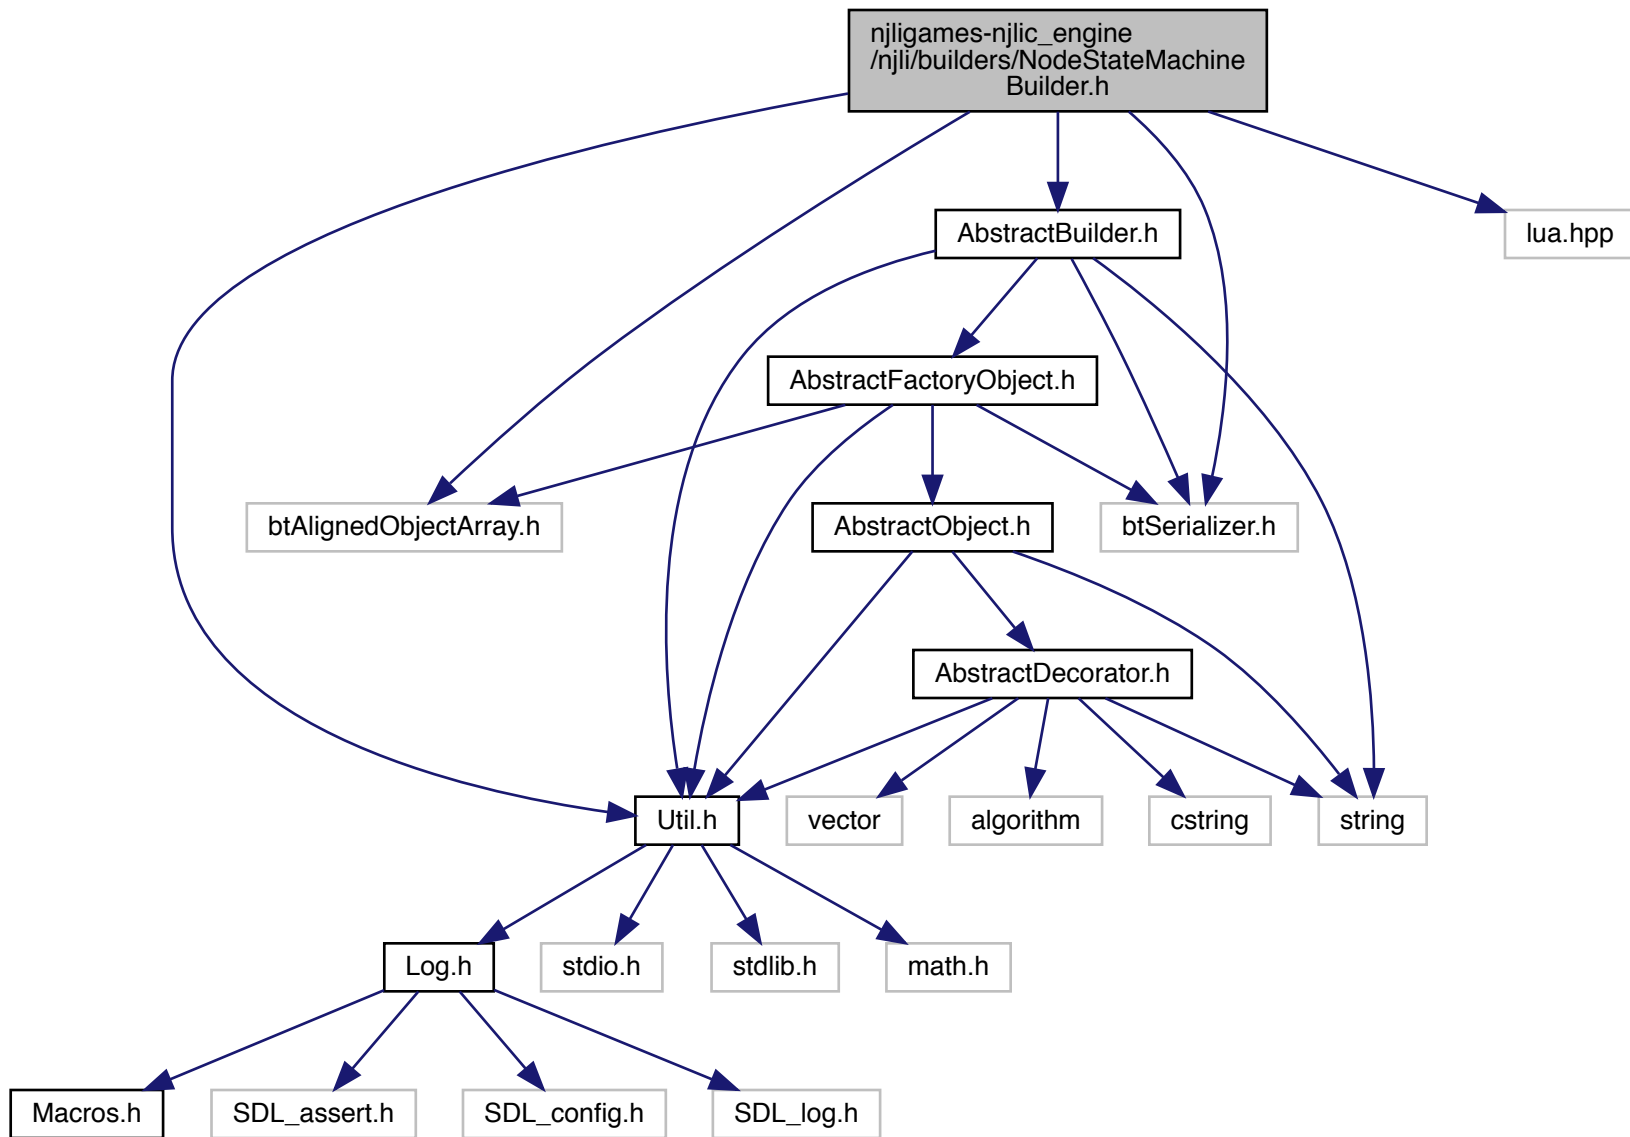 njligames-njlic_engine
/njli/builders/NodeStateMachine
Builder.h
AbstractBuilder.h
lua.hpp
AbstractFactoryObject.h
btAlignedObjectArray.h
AbstractObject.h
btSerializer.h
AbstractDecorator.h
Util.h
vector
algorithm
cstring
string
Log.h
stdio.h
stdlib.h
math.h
Macros.h
SDL_assert.h
SDL_config.h
SDL_log.h